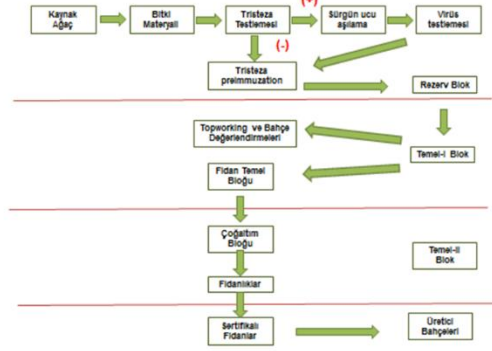 (+)
Kaynak
Ağaç
Bitki
Materyali
Tristeza
Testlemesi
Sürgün ucu
aşılama
Virüs
testlemesi
(-)
Tristeza
preimmuzation
Rezerv Blok
Topworking ve Bahçe
Değerlendirmeleri
Temel-I Blok
Fidan Temel
Bloğu
Çoğaltım
Bloğu
Temel-II
Blok
Fidanlıklar
Sertifikalı
Fidanlar
Üretici
Bahçeleri